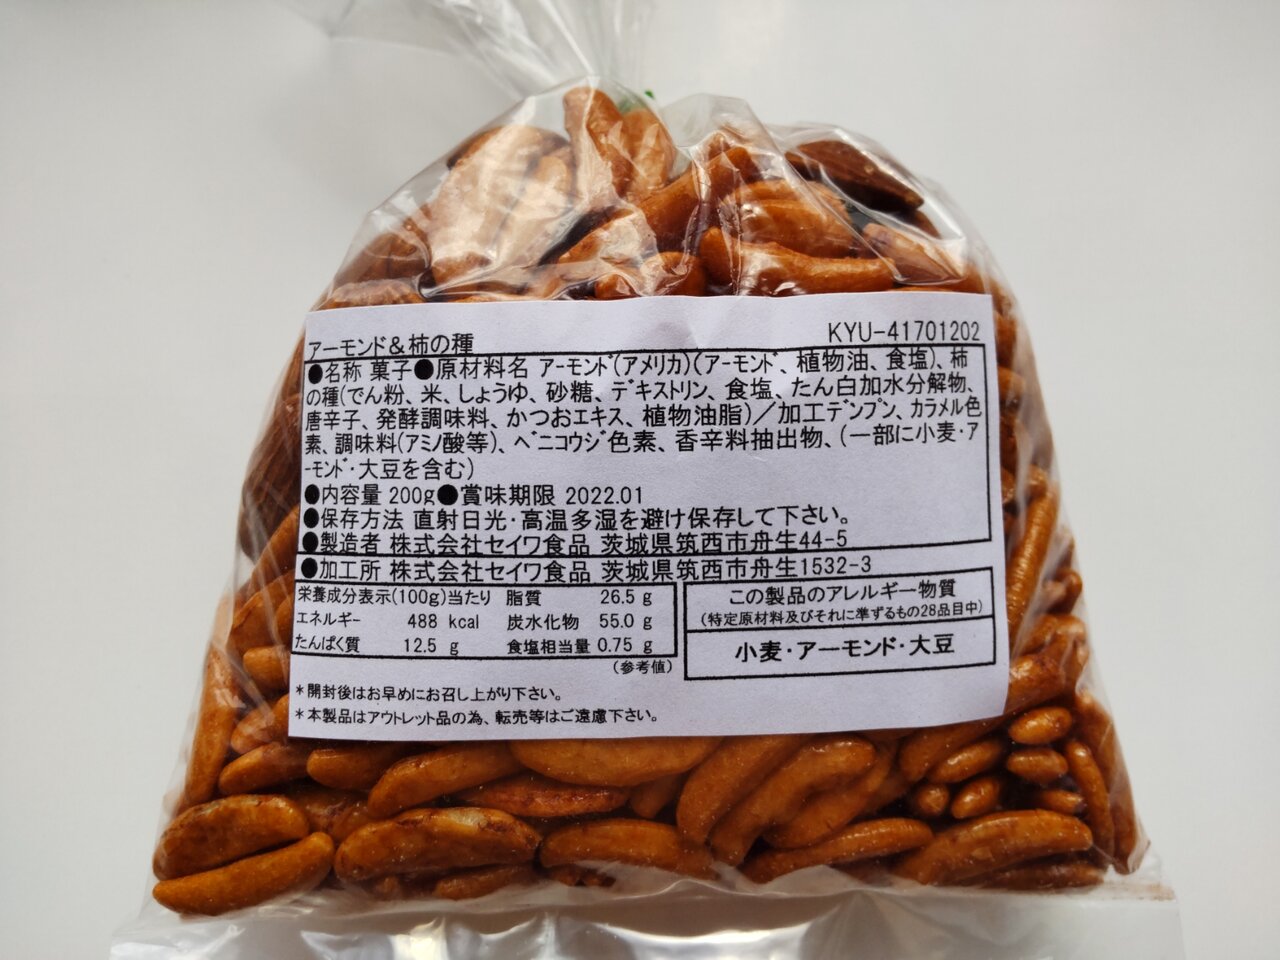 アーモンド＆柿の種
KYU-41701202
●名称 菓子●原材料名 アーモンド(アメリカ)(アーモンド、植物油、食塩)、柿
の種(でん粉、米、しょうゆ、砂糖、デキストリン、食塩、たん白加水分解物、
唐辛子、発酵調味料、かつおエキス、植物油脂)／加工デンプン、カラメル色
素、調味料(アミノ酸等)、ベニコウジ色素、香辛料抽出物、(一部に小麦・ア
ーモンド・大豆を含む)
●内容量 200g●賞味期限 2022.01
●保存方法 直射日光・高温多湿を避け保存して下さい。
●製造者 株式会社セイワ食品 茨城県筑西市舟生44-5
●加工所 株式会社セイワ食品 茨城県筑西市舟生1532-3
栄養成分表示(100g)当たり 脂質 26.5 g
エネルギー 488 kcal 炭水化物 55.0 g
たんぱく質 12.5 g 食塩相当量 0.75 g
(参考値)
この製品のアレルギー物質
(特定原材料及びそれに準ずるもの28品目中)
小麦・アーモンド・大豆
＊開封後はお早めにお召し上がり下さい。
＊本製品はアウトレット品の為、転売等はご遠慮下さい。